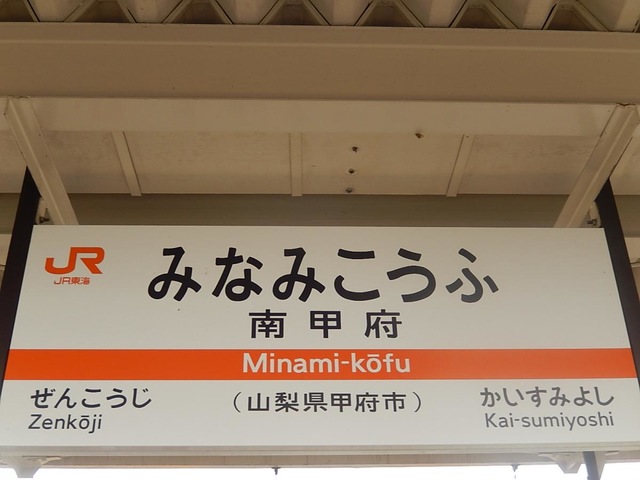 JR
JR東海
みなみこうふ
南甲府
Minami-kōfu
ぜんこうじ
Zenkōji
(山梨県甲府市)
かいすみよし
Kai-sumiyoshi